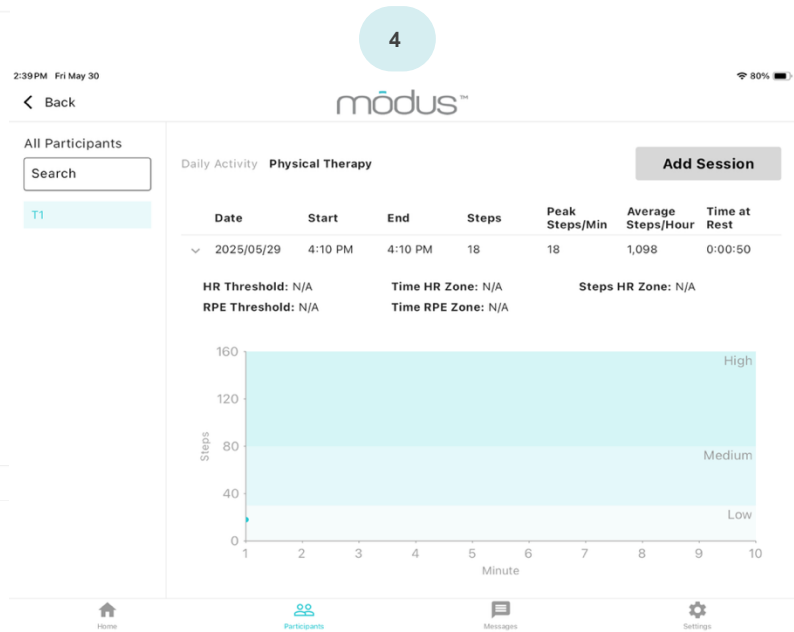 4
2:39 PM Fri May 30
80%
Back
mōdus™
All Participants
Search
T1
Daily Activity Physical Therapy
Add Session
Date Start End Steps Peak Steps/Min Average Steps/Hour Time at Rest
2025/05/29 4:10 PM 4:10 PM 18 18 1,098 0:00:50
HR Threshold: N/A Time HR Zone: N/A Steps HR Zone: N/A
RPE Threshold: N/A Time RPE Zone: N/A
160
120
80
40
0
Steps
High
Medium
Low
1 2 3 4 5 6 7 8 9 10
Minute
Home Participants Messages Settings